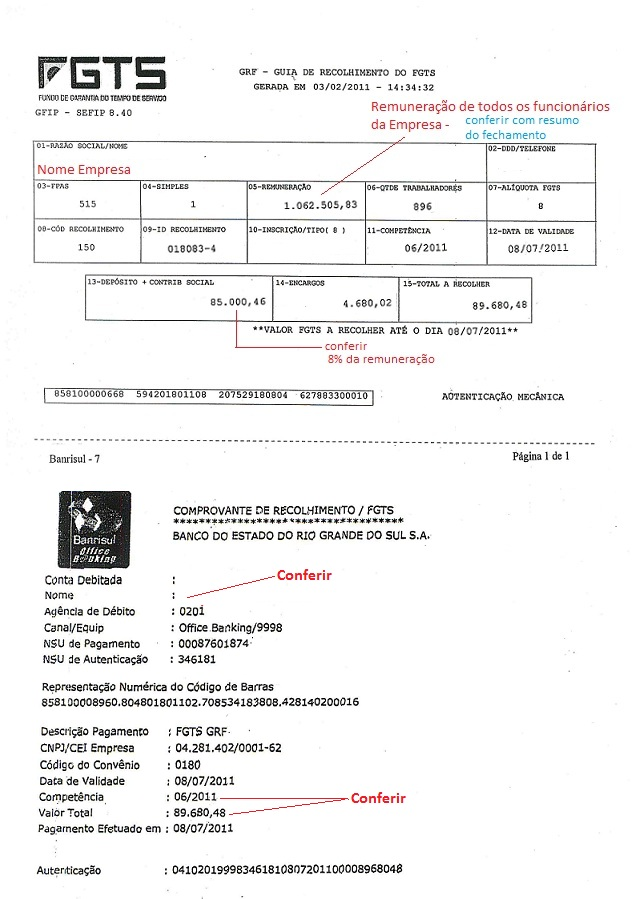 FGTS
FUNDO DE GARANTIA DO TEMPO DE SERVIÇO
GFIP - SEFIP 8.40
GRF - GUIA DE RECOLHIMENTO DO FGTS
GERADA EM 03/02/2011 - 14:34:32
Remuneração de todos os funcionários
da Empresa - conferir com resumo
do fechamento
01-RAZÃO SOCIAL/NOME 02-DDD/TELEFONE
Nome Empresa
03-FPAS 04-SIMPLES 05-REMUNERAÇÃO 06-QTDE TRABALHADORES 07-ALÍQUOTA FGTS
515 1 1.062.505,83 896 8
08-CÓD RECOLHIMENTO 09-ID RECOLHIMENTO 10-INSCRIÇÃO/TIPO( 8 ) 11-COMPETÊNCIA 12-DATA DE VALIDADE
150 018083-4 06/2011 08/07/2011
13-DEPÓSITO + CONTRIB SOCIAL 14-ENCARGOS 15-TOTAL A RECOLHER
85.000,46 4.680,02 89.680,48
**VALOR FGTS A RECOLHER ATÉ O DIA 08/07/2011**
conferir
8% da remuneração
858100000668 594201801108 207529180804 627883300010 AUTENTICAÇÃO MECÂNICA
Banrisul - 7 Página 1 de 1
Banrisul
Office
Banking
COMPROVANTE DE RECOLHIMENTO / FGTS
************************************
BANCO DO ESTADO DO RIO GRANDE DO SUL S.A.
Conta Debitada :
Conferir
Nome :
Agência de Débito : 0201
Canal/Equip : Office Banking/9998
NSU de Pagamento : 00087601874
NSU de Autenticação : 346181
Representação Numérica do Código de Barras
858100008960.804801801102.708534183808.428140200016
Descrição Pagamento : FGTS GRF
CNPJ/CEI Empresa : 04.281.402/0001-62
Código do Convênio : 0180
Data de Validade : 08/07/2011
Competência : 06/2011 Conferir
Valor Total : 89.680,48
Pagamento Efetuado em : 08/07/2011
Autenticação : 041020199983461810807201100008968048